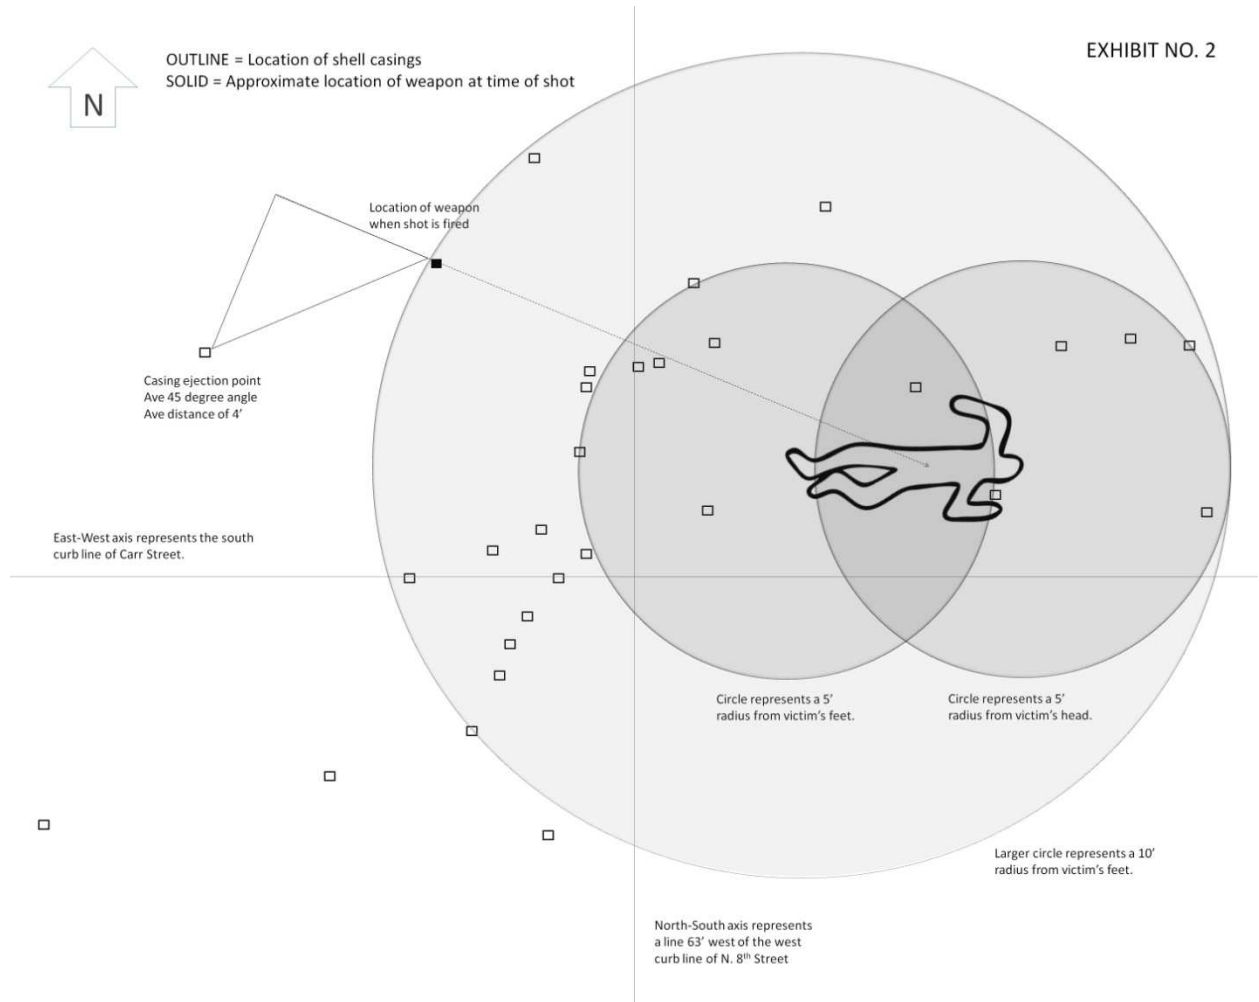 EXHIBIT NO. 2
OUTLINE = Location of shell casings
SOLID = Approximate location of weapon at time of shot
N
Location of weapon
when shot is fired
Casing ejection point
Ave 45 degree angle
Ave distance of 4’
East-West axis represents the south
curb line of Carr Street.
Circle represents a 5’
radius from victim’s feet.
Circle represents a 5’
radius from victim’s head.
Larger circle represents a 10’
radius from victim’s feet.
North-South axis represents
a line 63’ west of the west
curb line of N. 8th Street